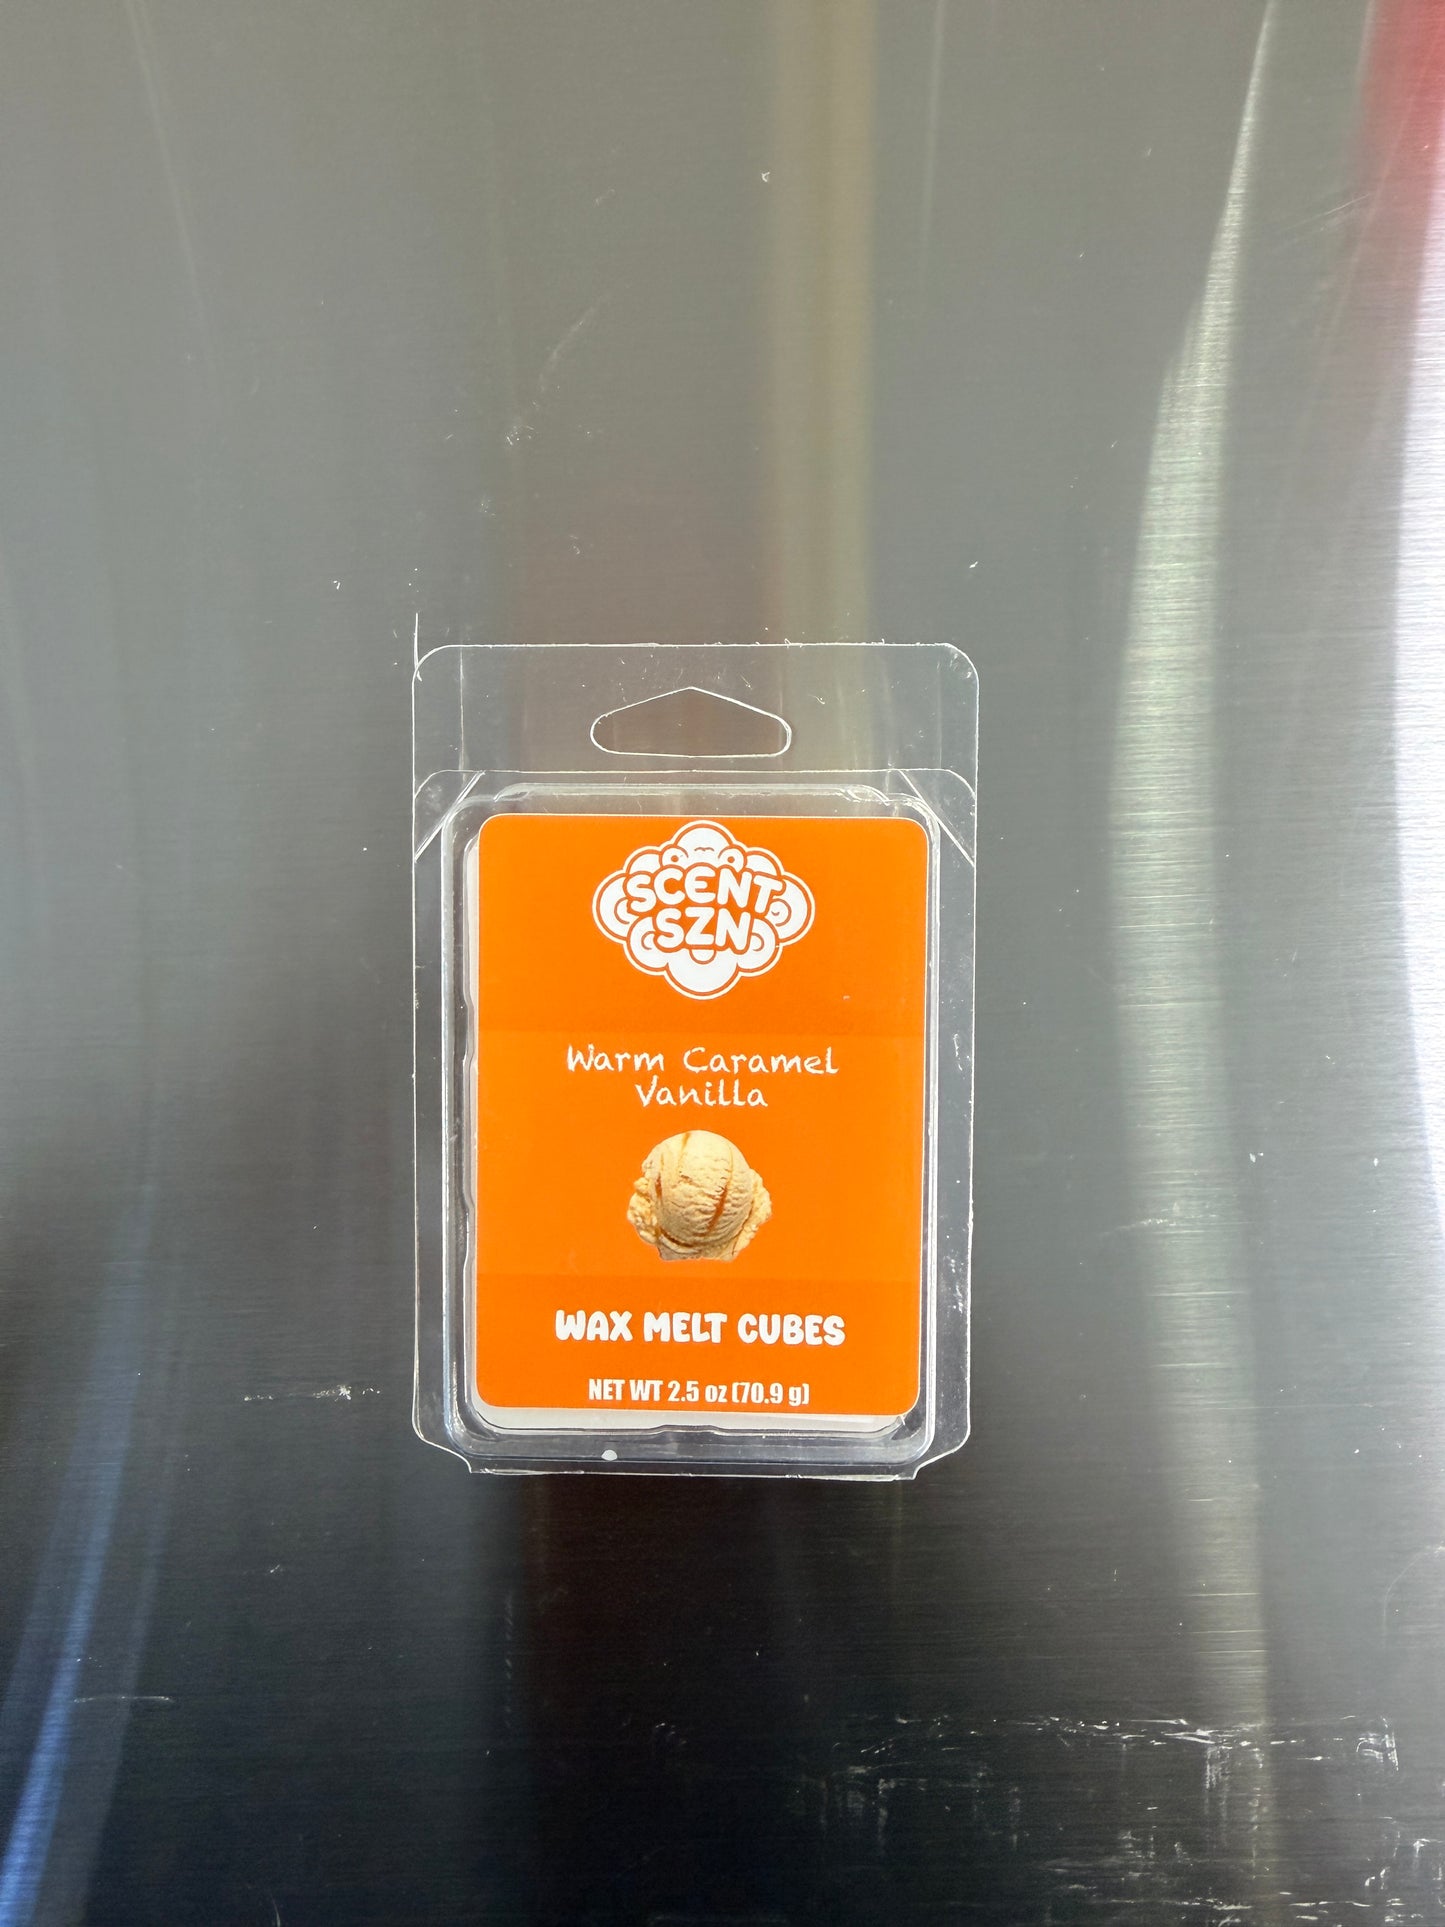 SCENT
SZN
Warm Caramel
Vanilla
WAX MELT CUBES
NET WT 2.5 oz (70.9 g)